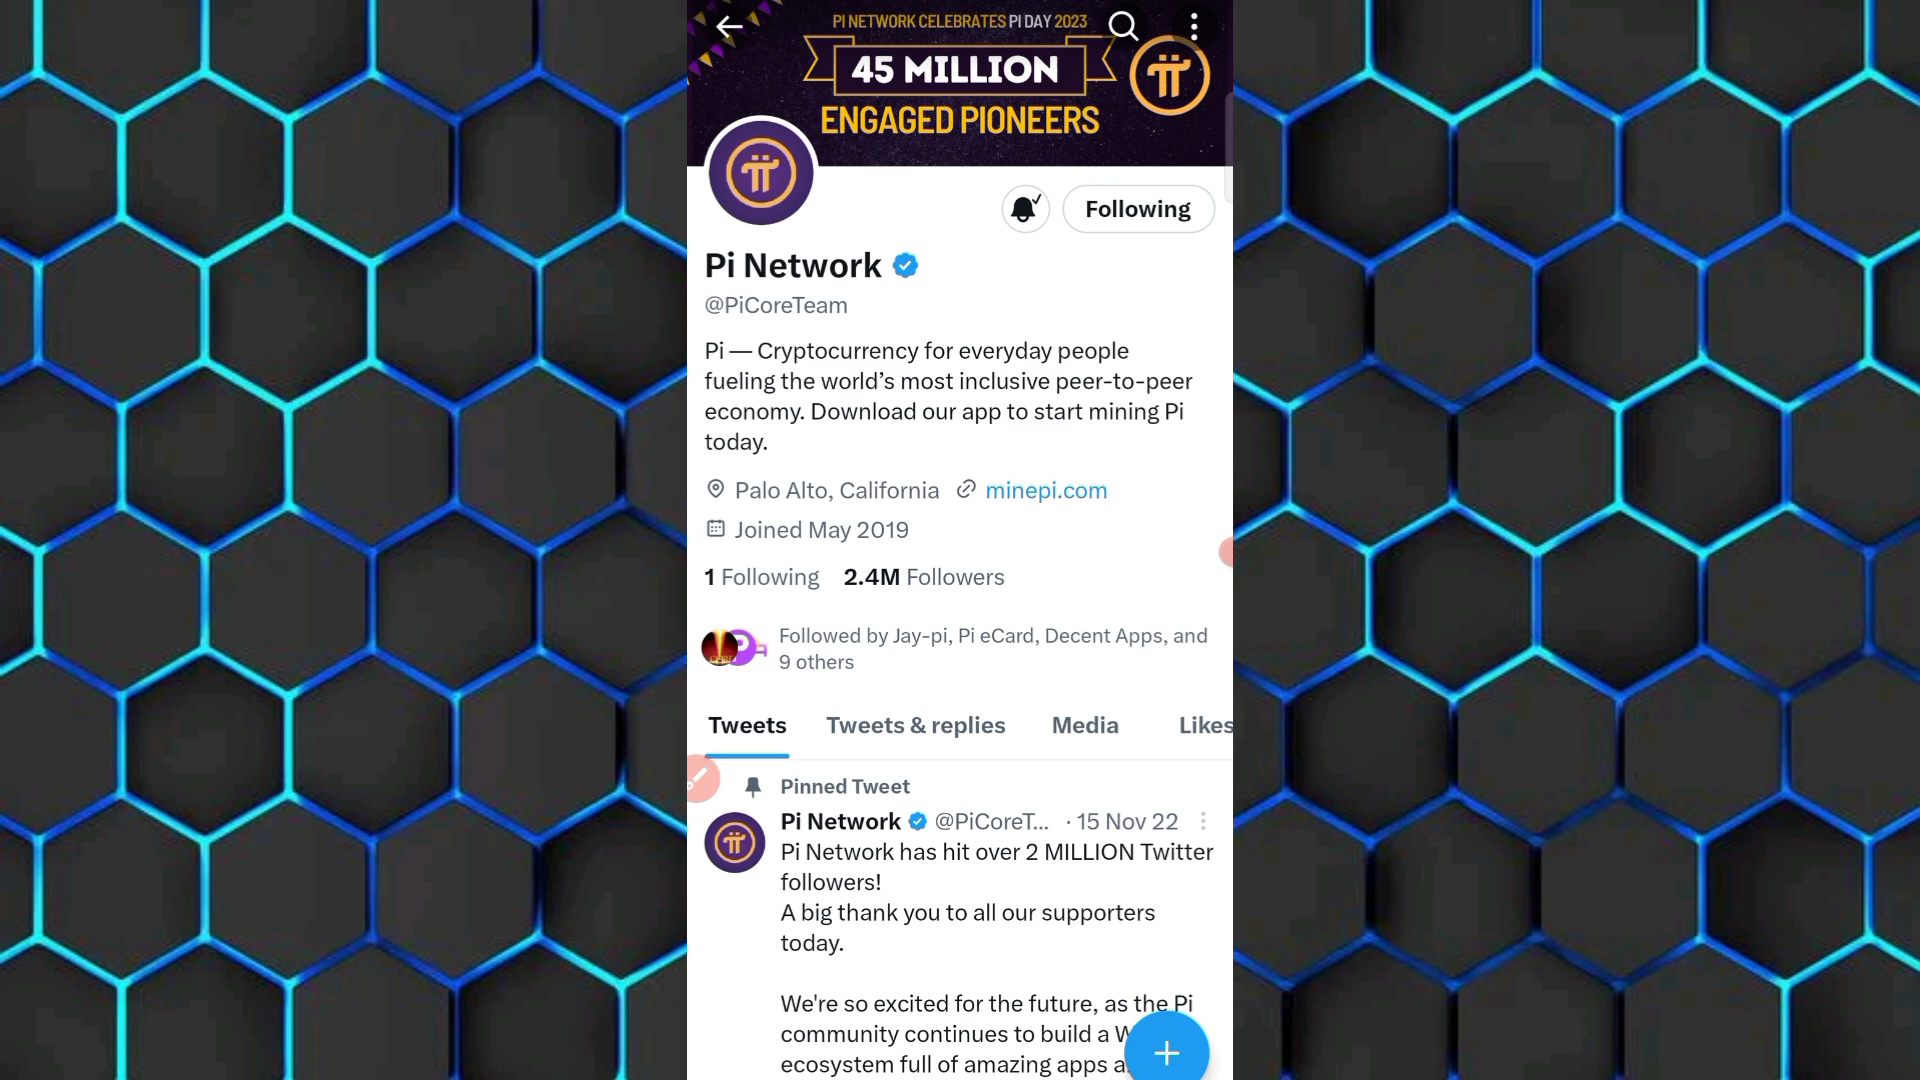 PI NETWORK CELEBRATES PI DAY 2023
45 MILLION
ENGAGED PIONEERS
Following
Pi Network
@PiCoreTeam
Pi — Cryptocurrency for everyday people
fueling the world's most inclusive peer-to-peer
economy. Download our app to start mining Pi
today.
Palo Alto, California minepi.com
Joined May 2019
1 Following 2.4M Followers
Followed by Jay-pi, Pi eCard, Decent Apps, and
9 others
Tweets Tweets & replies Media Likes
Pinned Tweet
Pi Network @PiCoreT... · 15 Nov 22
Pi Network has hit over 2 MILLION Twitter
followers!
A big thank you to all our supporters
today.
We're so excited for the future, as the Pi
community continues to build a
ecosystem full of amazing apps